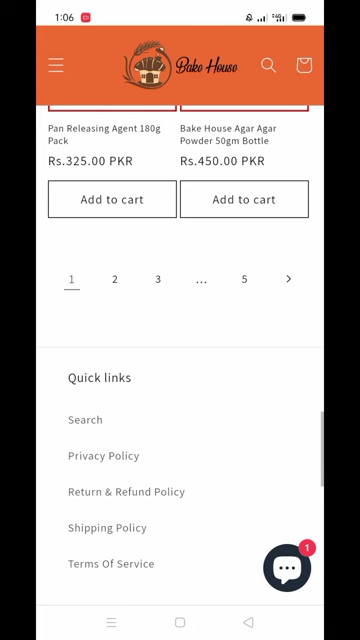 1:06
Bake House
Pan Releasing Agent 180g
Pack
Rs.325.00 PKR
Add to cart
Bake House Agar Agar
Powder 50gm Bottle
Rs.450.00 PKR
Add to cart
1 2 3 ... 5
Quick links
Search
Privacy Policy
Return & Refund Policy
Shipping Policy
Terms Of Service
1